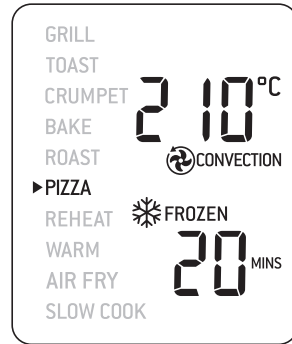 GRILL
TOAST
CRUMPET
BAKE
ROAST
PIZZA
REHEAT
WARM
AIR FRY
SLOW COOK
210°C
CONVECTION
FROZEN
20 MINS